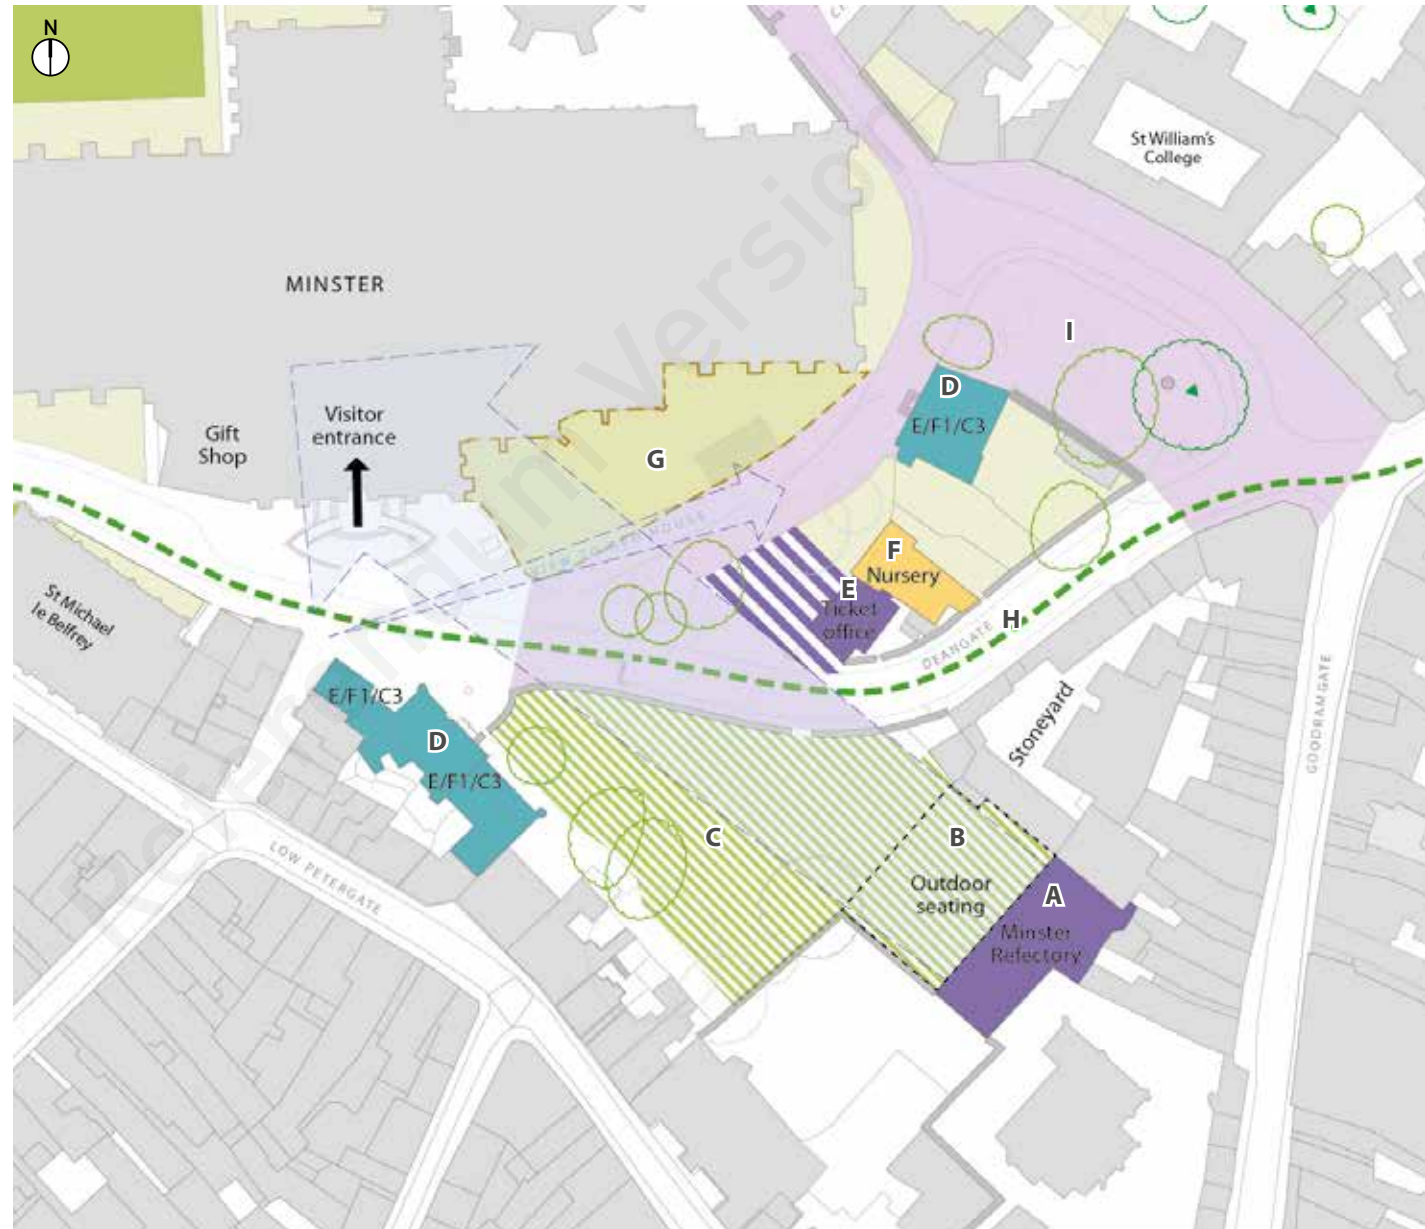 N
St William's
College
MINSTER
I
D
Visitor
entrance
E/F1/C3
Gift
Shop
G
F
Nursery
E
Ticket
office
H
St Michael
le Belfrey
DEANGATE
E/F1/C3
Stoneyard
GOODRAMGATE
D
E/F1/C3
C
B
LOW PETERGATE
Outdoor
seating
A
Minster
Refectory